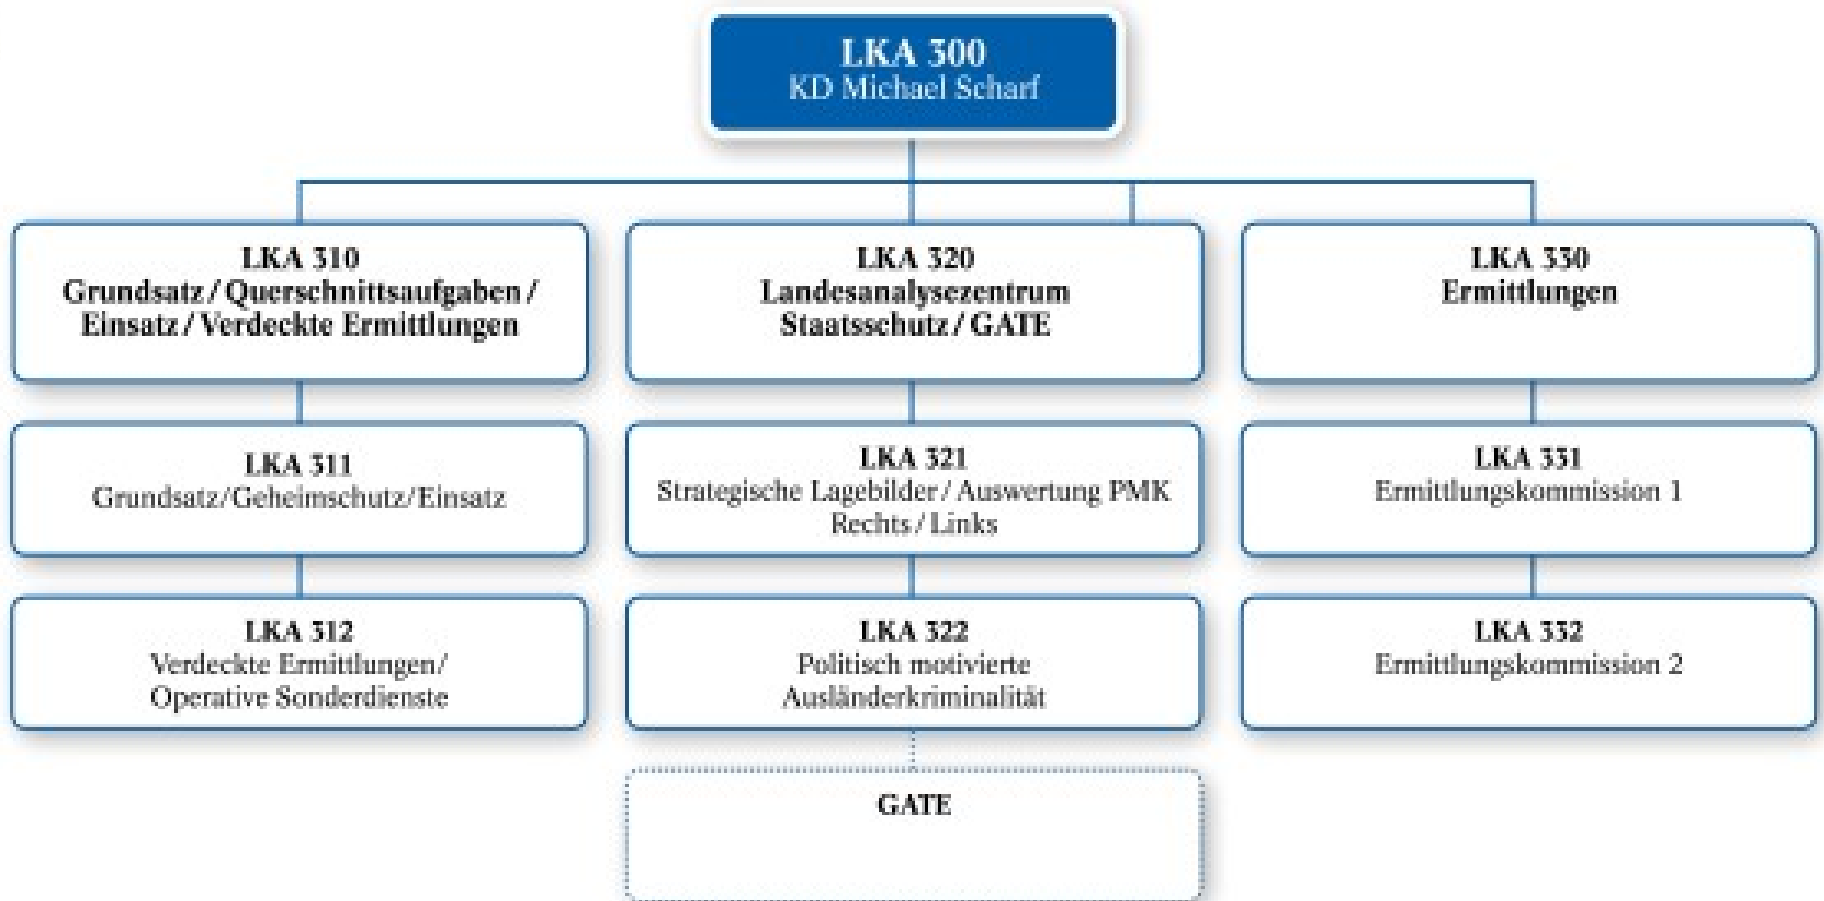 LKA 300
KD Michael Scharf
LKA 310
Grundsatz / Querschnittsaufgaben /
Einsatz / Verdeckte Ermittlungen
LKA 320
Landesanalysezentrum
Staatsschutz / GATE
LKA 330
Ermittlungen
LKA 311
Grundsatz/Geheimschutz/Einsatz
LKA 321
Strategische Lagebilder / Auswertung PMK
Rechts / Links
LKA 331
Ermittlungskommission 1
LKA 312
Verdeckte Ermittlungen/
Operative Sonderdienste
LKA 322
Politisch motivierte
Ausländerkriminalität
LKA 332
Ermittlungskommission 2
GATE